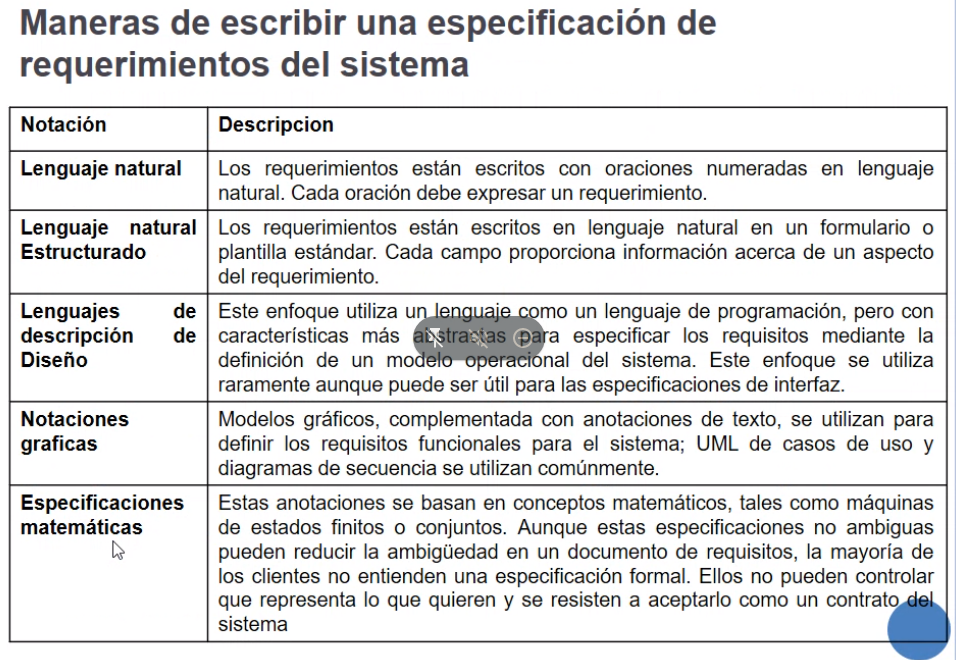 Maneras de escribir una especificación de
requerimientos del sistema
Notación
Descripcion
Lenguaje natural
Los requerimientos están escritos con oraciones numeradas en lenguaje
natural. Cada oración debe expresar un requerimiento.
Lenguaje natural
Estructurado
Los requerimientos están escritos en lenguaje natural en un formulario o
plantilla estándar. Cada campo proporciona información acerca de un aspecto
del requerimiento.
Lenguajes de
descripción de
Diseño
Este enfoque utiliza un lenguaje como un lenguaje de programación, pero con
características más abstractas para especificar los requisitos mediante la
definición de un modelo operacional del sistema. Este enfoque se utiliza
raramente aunque puede ser útil para las especificaciones de interfaz.
Notaciones
graficas
Modelos gráficos, complementada con anotaciones de texto, se utilizan para
definir los requisitos funcionales para el sistema; UML de casos de uso y
diagramas de secuencia se utilizan comúnmente.
Especificaciones
matemáticas
Estas anotaciones se basan en conceptos matemáticos, tales como máquinas
de estados finitos o conjuntos. Aunque estas especificaciones no ambiguas
pueden reducir la ambigüedad en un documento de requisitos, la mayoría de
los clientes no entienden una especificación formal. Ellos no pueden controlar
que representa lo que quieren y se resisten a aceptarlo como un contrato del
sistema